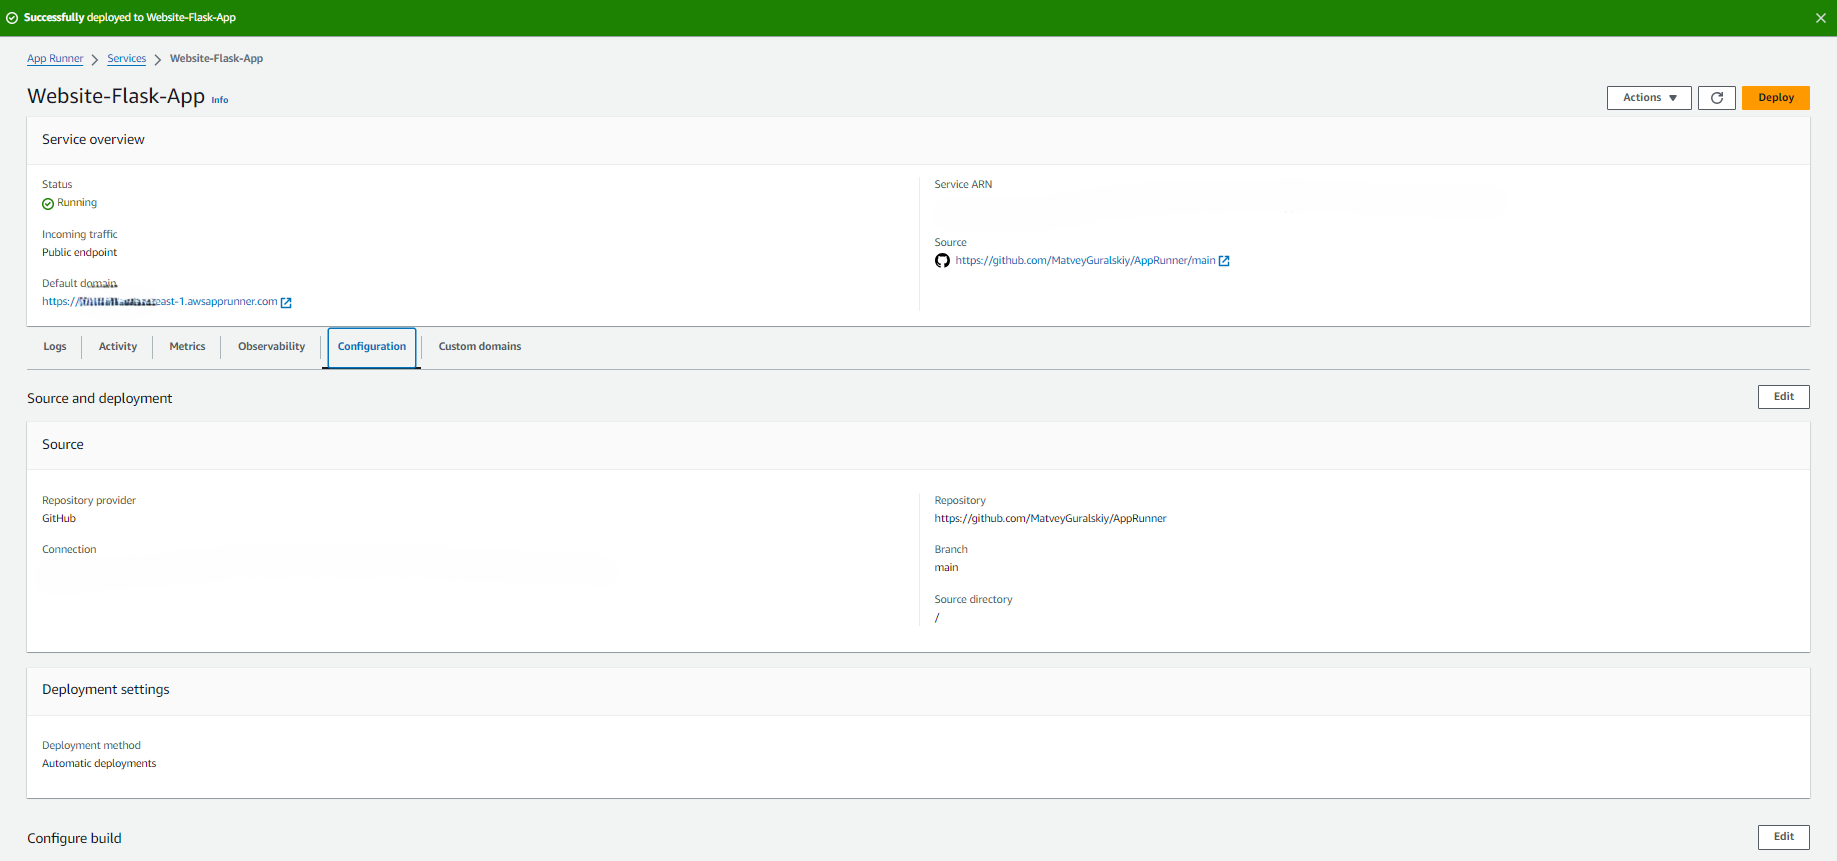 Successfully deployed to Website-Flask-App
App Runner > Services > Website-Flask-App
Website-Flask-App Info
Actions
Deploy
Service overview
Status
Running
Incoming traffic
Public endpoint
Default domain
https:// east-1.awsapprunner.com
Service ARN
Source
https://github.com/MatveyGuralskiy/AppRunner/main
Logs
Activity
Metrics
Observability
Configuration
Custom domains
Source and deployment
Edit
Source
Repository provider
GitHub
Connection
Repository
https://github.com/MatveyGuralskiy/AppRunner
Branch
main
Source directory
/
Deployment settings
Deployment method
Automatic deployments
Configure build
Edit